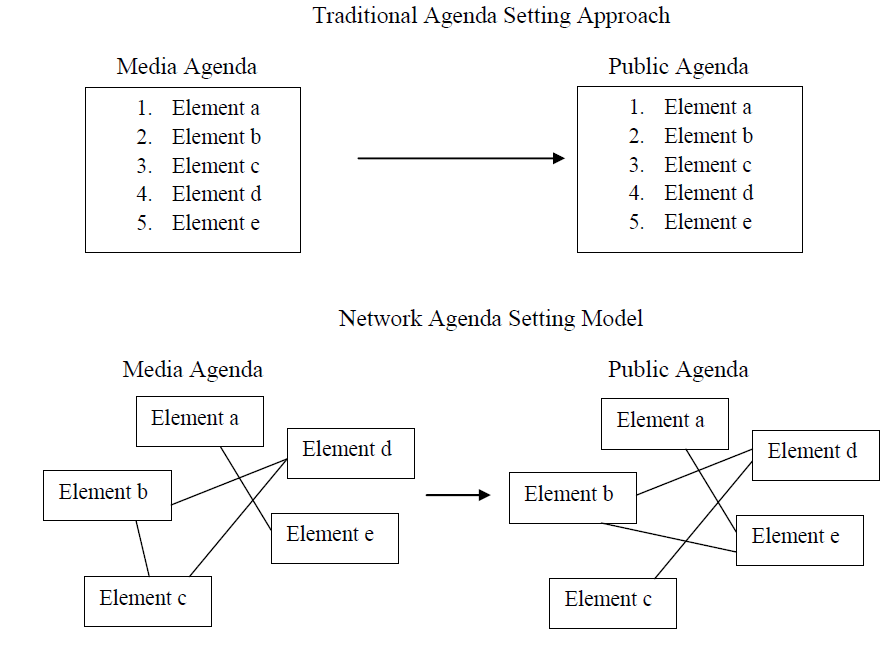 Traditional Agenda Setting Approach
Media Agenda
1. Element a
2. Element b
3. Element c
4. Element d
5. Element e
Public Agenda
1. Element a
2. Element b
3. Element c
4. Element d
5. Element e
Network Agenda Setting Model
Media Agenda
Element a
Element d
Element b
Element e
Element c
Public Agenda
Element a
Element d
Element b
Element e
Element c